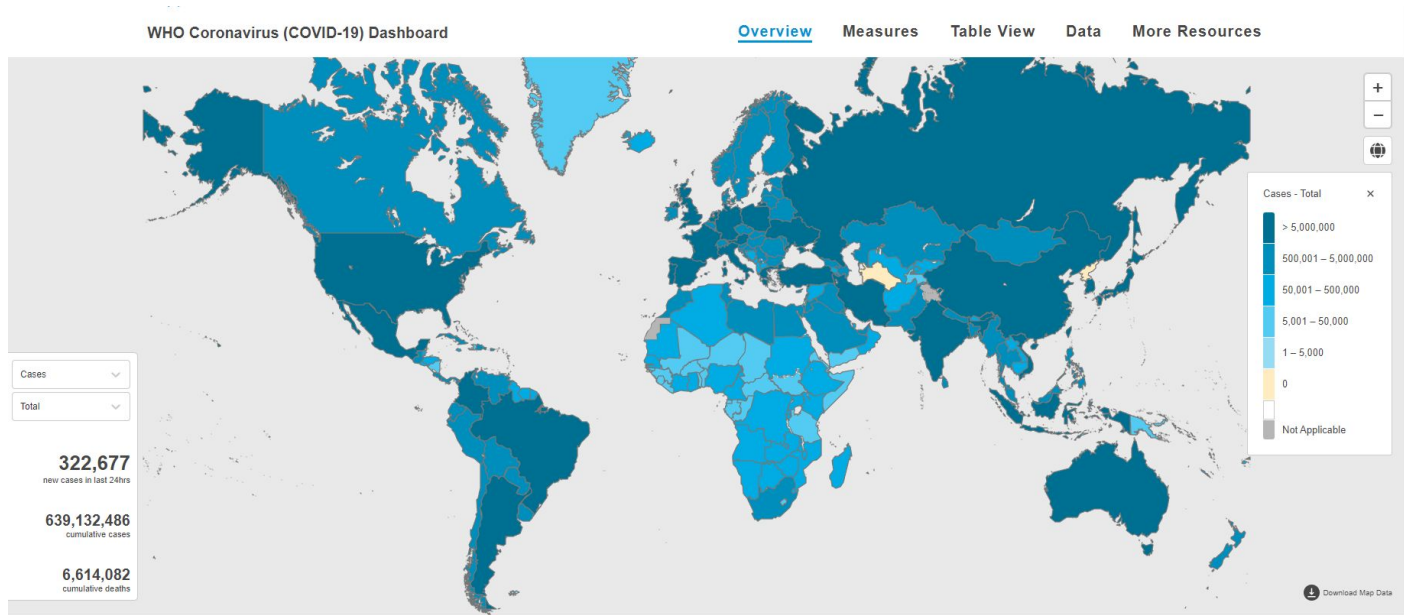 WHO Coronavirus (COVID-19) Dashboard
Overview Measures Table View Data More Resources
+
−
Cases - Total ×
> 5,000,000
500,001 – 5,000,000
50,001 – 500,000
5,001 – 50,000
1 – 5,000
0
Not Applicable
Cases
Total
322,677
new cases in last 24hrs
639,132,486
cumulative cases
6,614,082
cumulative deaths
Download Map Data